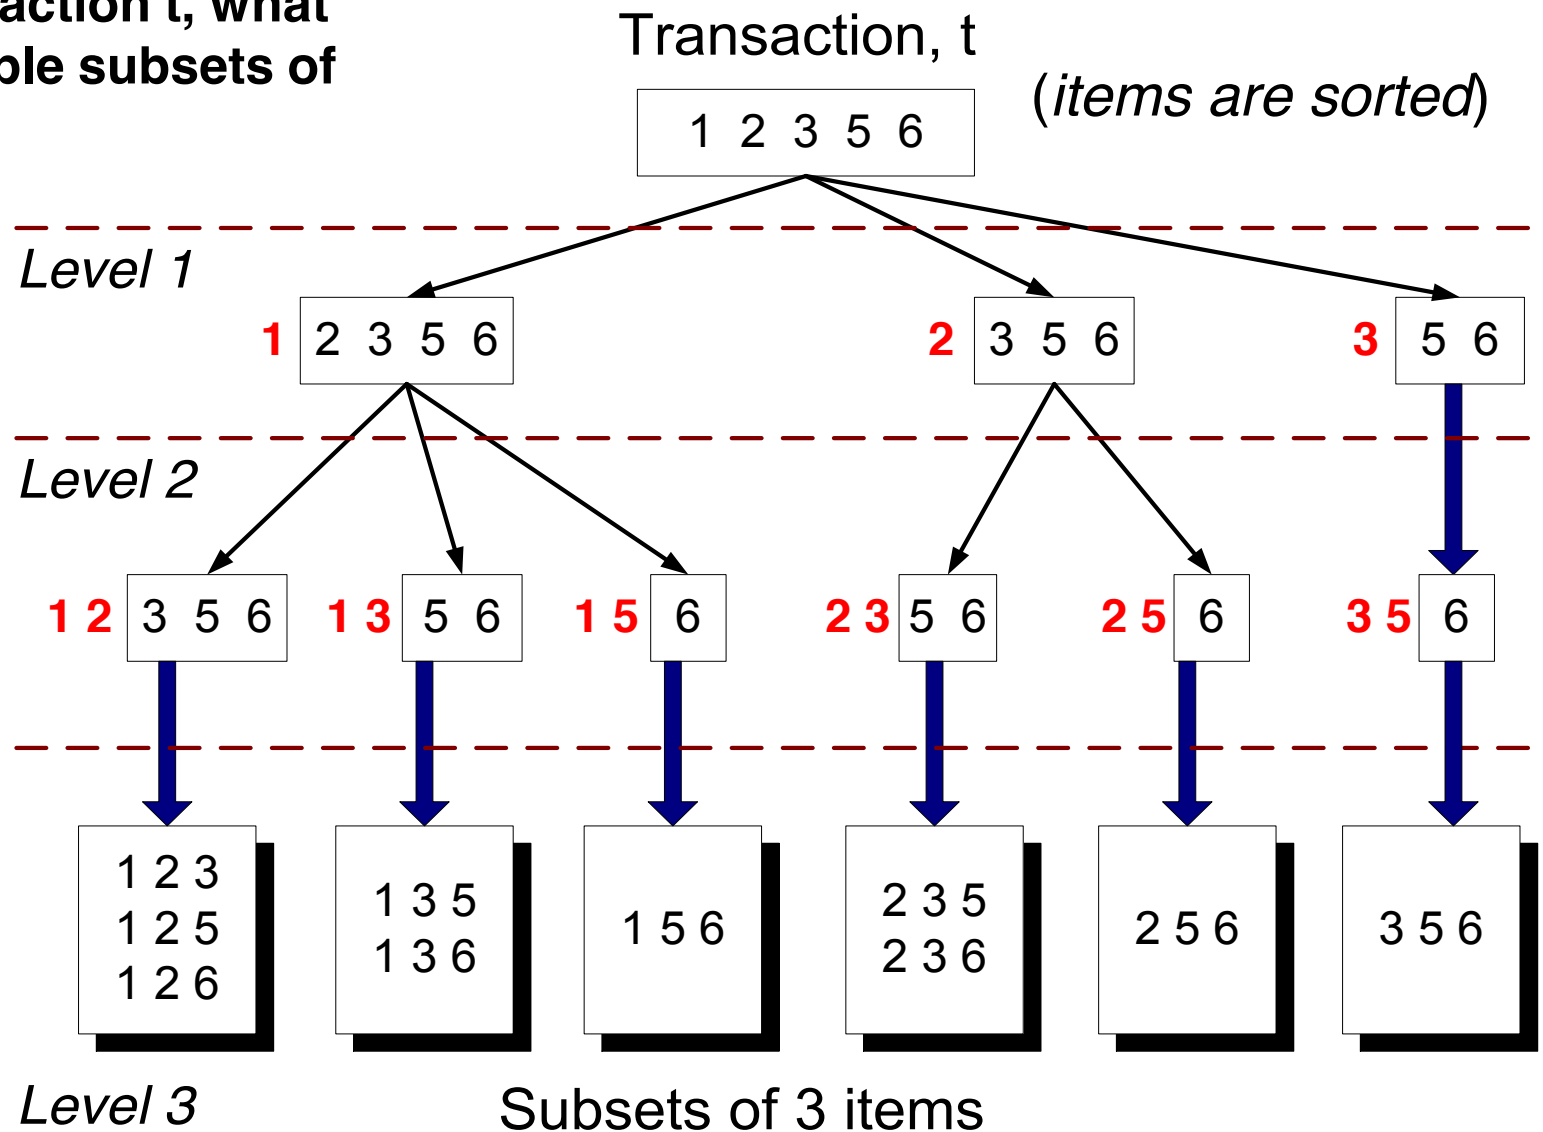 action t, what
ble subsets of
Transaction, t
(items are sorted)
1 2 3 5 6
Level 1
1 2 3 5 6
2 3 5 6
3 5 6
Level 2
1 2 3 5 6
1 3 5 6
1 5 6
2 3 5 6
2 5 6
3 5 6
1 2 3
1 2 5
1 2 6
1 3 5
1 3 6
1 5 6
2 3 5
2 3 6
2 5 6
3 5 6
Level 3
Subsets of 3 items